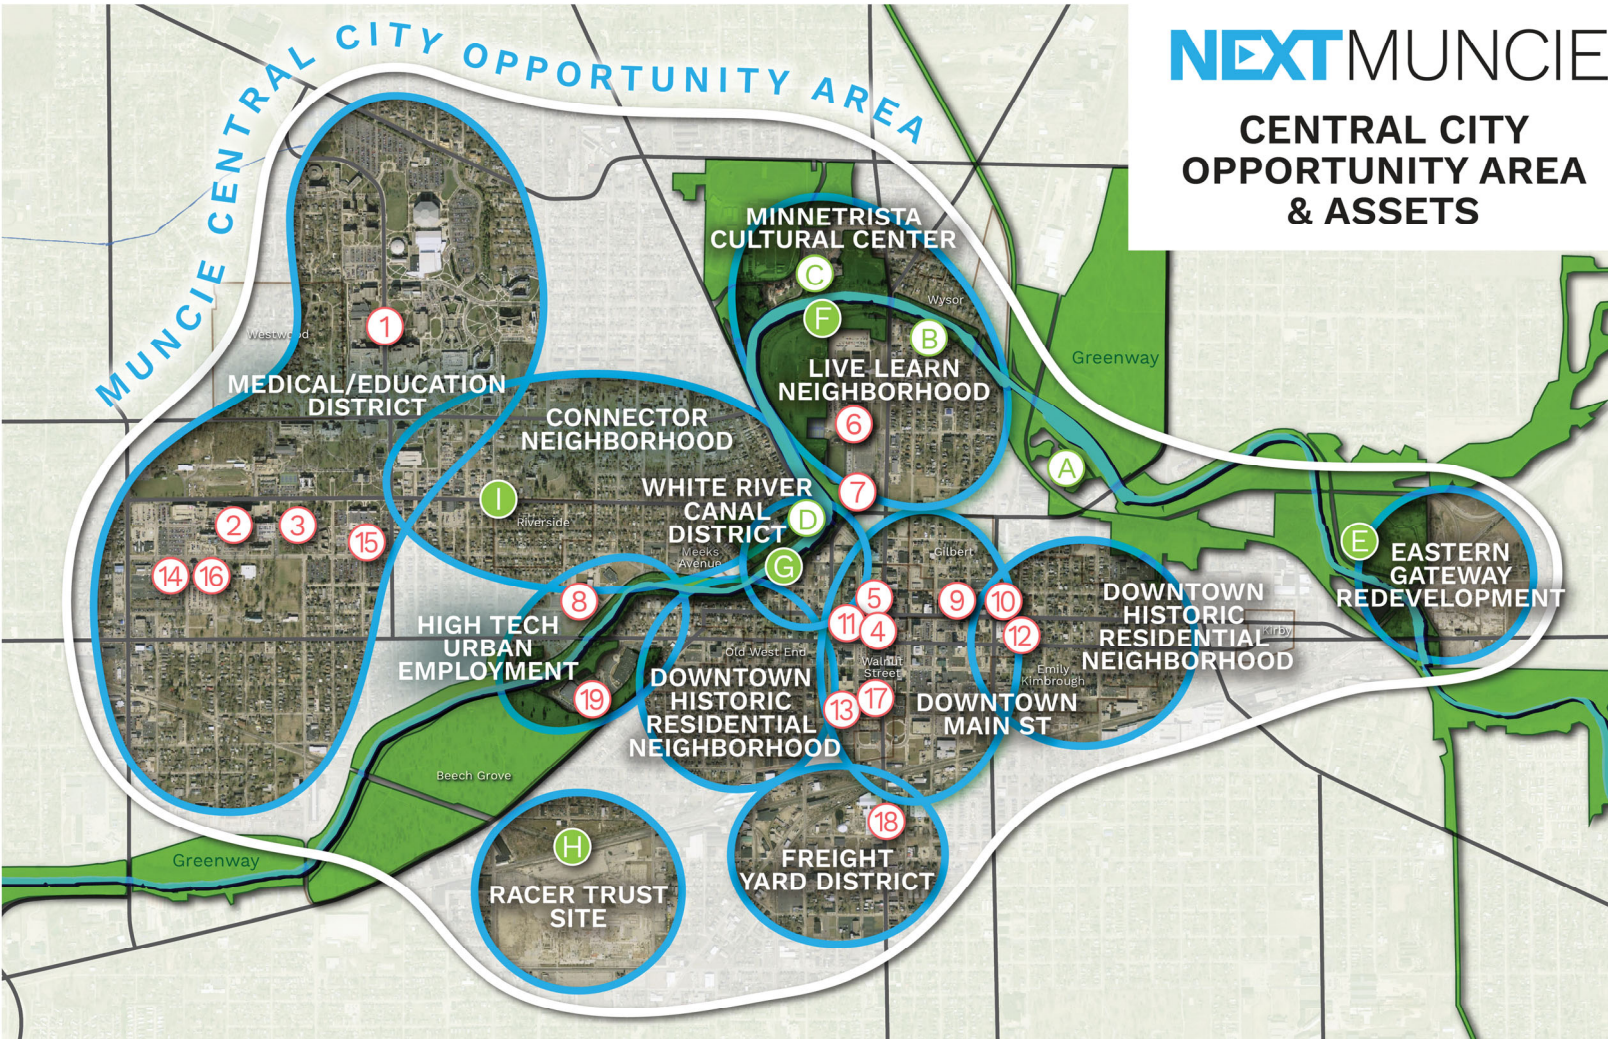 NEXTMUNCIE
CENTRAL CITY
OPPORTUNITY AREA
& ASSETS
MUNCIE CENTRAL CITY OPPORTUNITY AREA
MINNETRISTA
CULTURAL CENTER
C
F
Wysor
B
Westwood
1
Greenway
LIVE LEARN
NEIGHBORHOOD
MEDICAL/EDUCATION
DISTRICT
CONNECTOR
NEIGHBORHOOD
6
A
WHITE RIVER
CANAL
DISTRICT
7
I
Riverside
D
2
3
15
E
Meeks
Avenue
Gilbert
G
14
16
EASTERN
GATEWAY
REDEVELOPMENT
8
5
9
10
11
4
12
DOWNTOWN
HISTORIC
RESIDENTIAL
NEIGHBORHOOD
Kirby
HIGH TECH
URBAN
EMPLOYMENT
Old West End
Walnut
Street
Emily
Kimbrough
DOWNTOWN
HISTORIC
RESIDENTIAL
NEIGHBORHOOD
19
13
17
DOWNTOWN
MAIN ST
Beech Grove
18
H
Greenway
FREIGHT
YARD DISTRICT
RACER TRUST
SITE